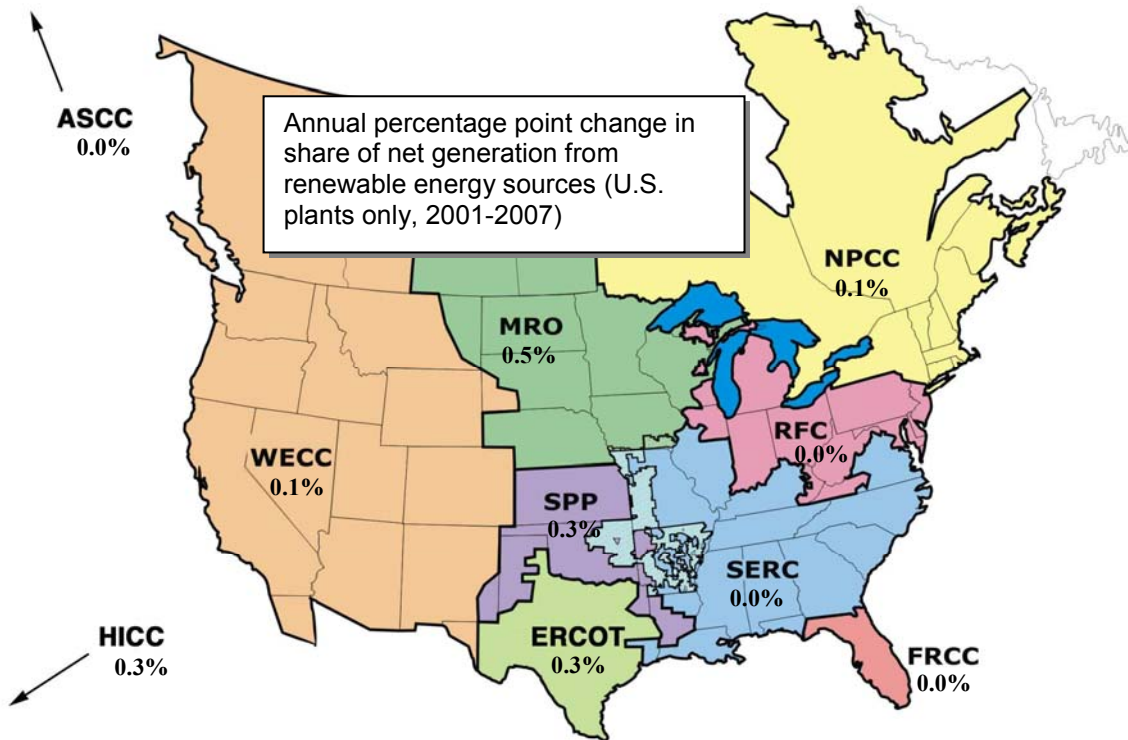 ASCC
0.0%
Annual percentage point change in
share of net generation from
renewable energy sources (U.S.
plants only, 2001-2007)
NPCC
0.1%
MRO
0.5%
RFC
0.0%
WECC
0.1%
SPP
0.3%
SERC
0.0%
HICC
0.3%
ERCOT
0.3%
FRCC
0.0%